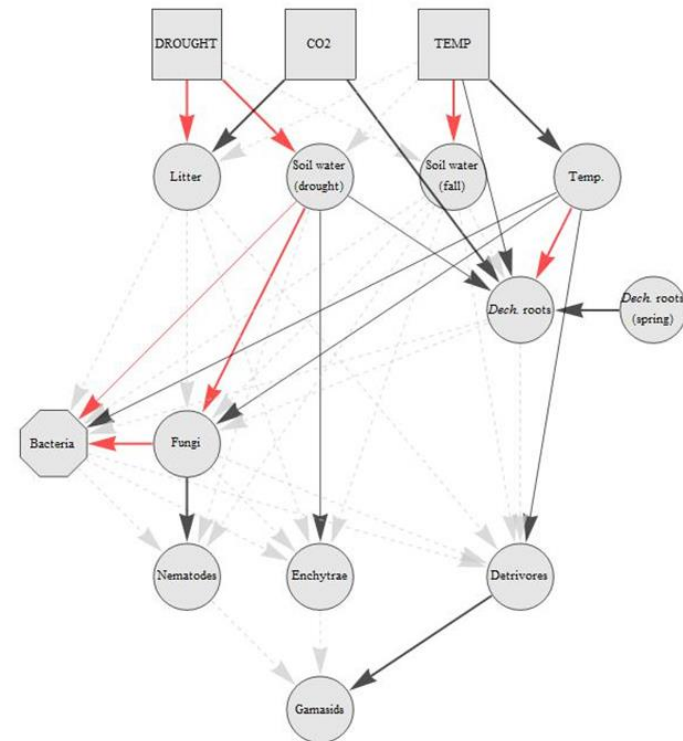 DROUGHT
CO2
TEMP
Litter
Soil water
(drought)
Soil water
(fall)
Temp.
Dech. roots
Dech. roots
(spring)
Bacteria
Fungi
Nematodes
Enchytrae
Detrivores
Gamasids